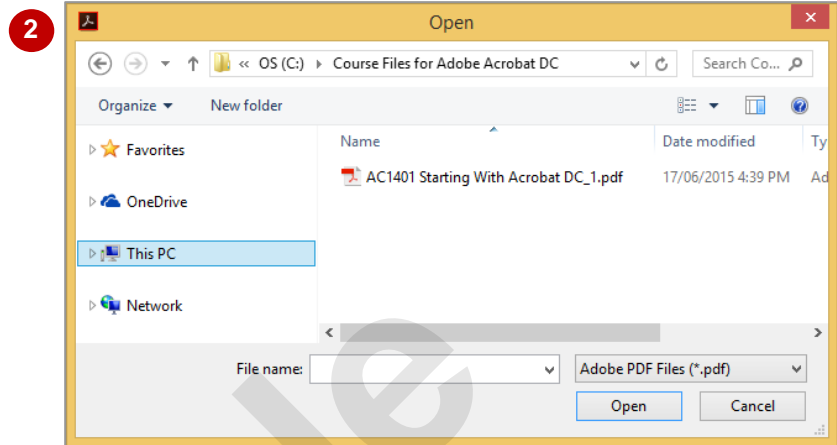 2
Open
« OS (C:) Course Files for Adobe Acrobat DC Search Co...
Organize New folder
Name Date modified Ty
Favorites
AC1401 Starting With Acrobat DC_1.pdf 17/06/2015 4:39 PM Ad
OneDrive
This PC
Network
File name: Adobe PDF Files (*.pdf)
Open Cancel
le